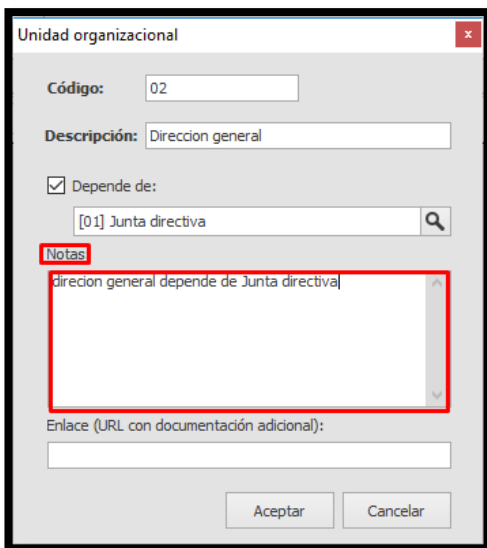 Unidad organizacional
x
Código: 02
Descripción: Direccion general
Depende de:
[01] Junta directiva
Notas
direcion general depende de Junta directiva
Enlace (URL con documentación adicional):
Aceptar Cancelar